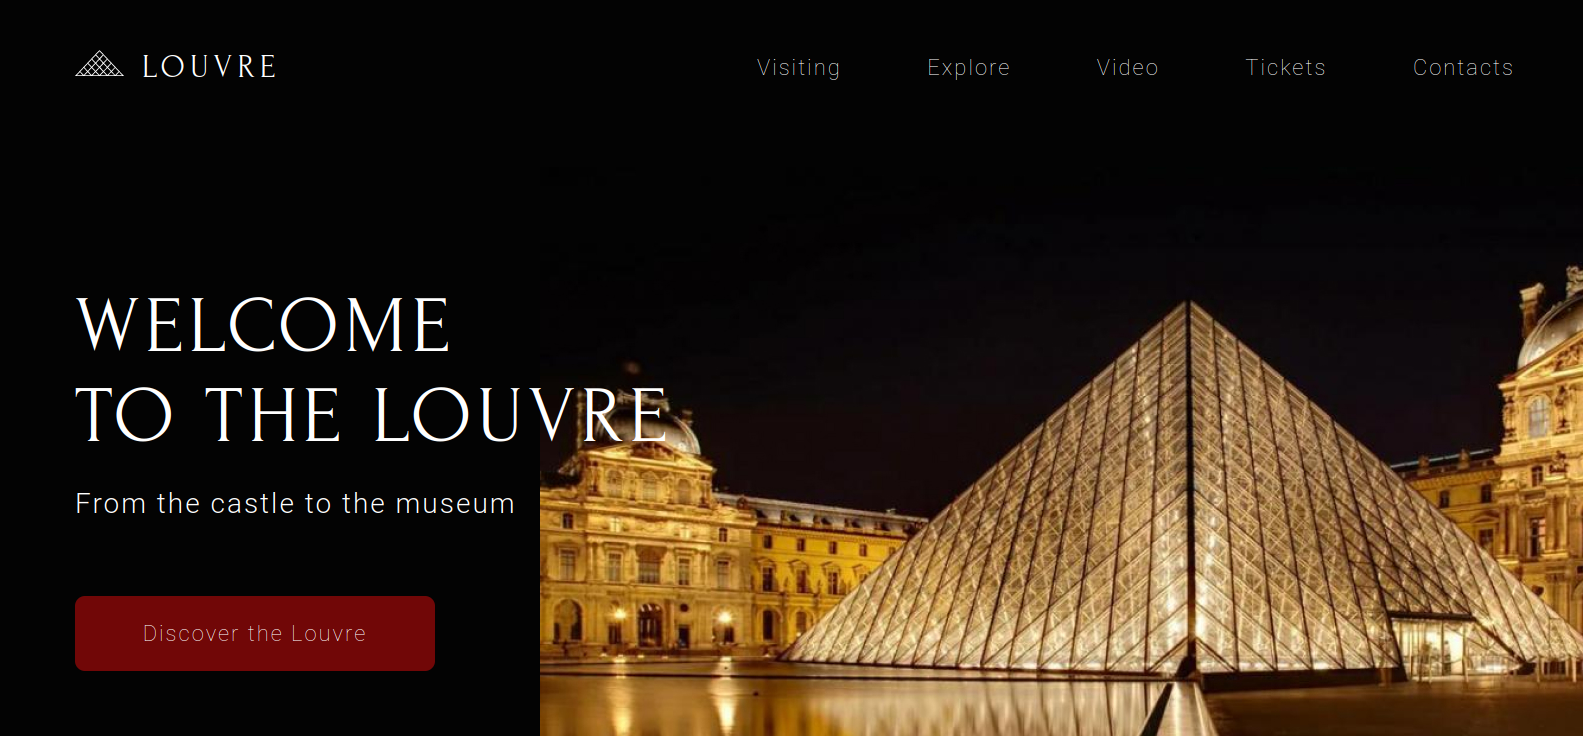 LOUVRE
Visiting
Explore
Video
Tickets
Contacts
WELCOME
TO THE LOUVRE
From the castle to the museum
Discover the Louvre